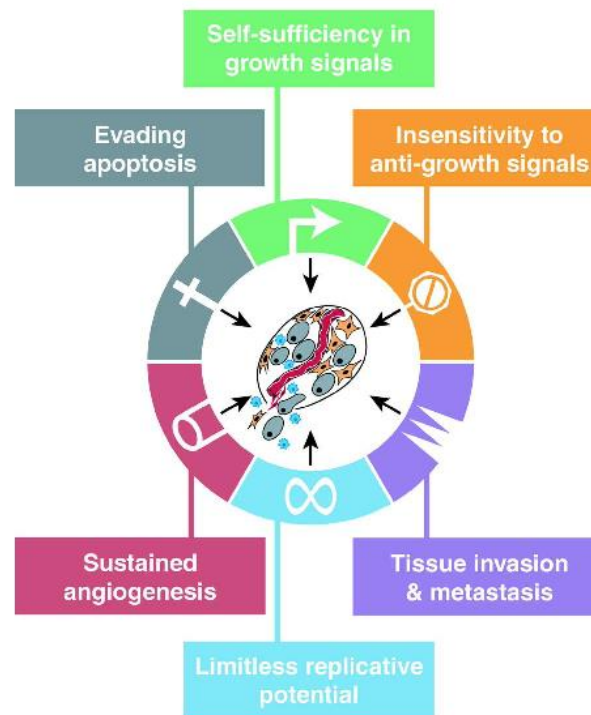 Self-sufficiency in
growth signals
Evading
apoptosis
Insensitivity to
anti-growth signals
Sustained
angiogenesis
Tissue invasion
& metastasis
Limitless replicative
potential